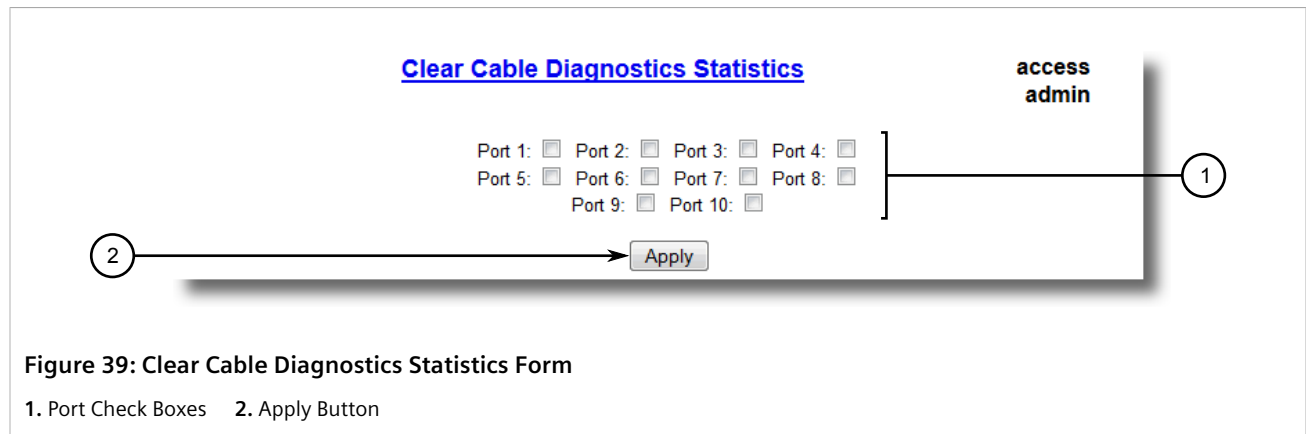 Clear Cable Diagnostics Statistics
access
admin
Port 1: Port 2: Port 3: Port 4:
Port 5: Port 6: Port 7: Port 8:
Port 9: Port 10:
1
2
Apply
Figure 39: Clear Cable Diagnostics Statistics Form
1. Port Check Boxes 2. Apply Button